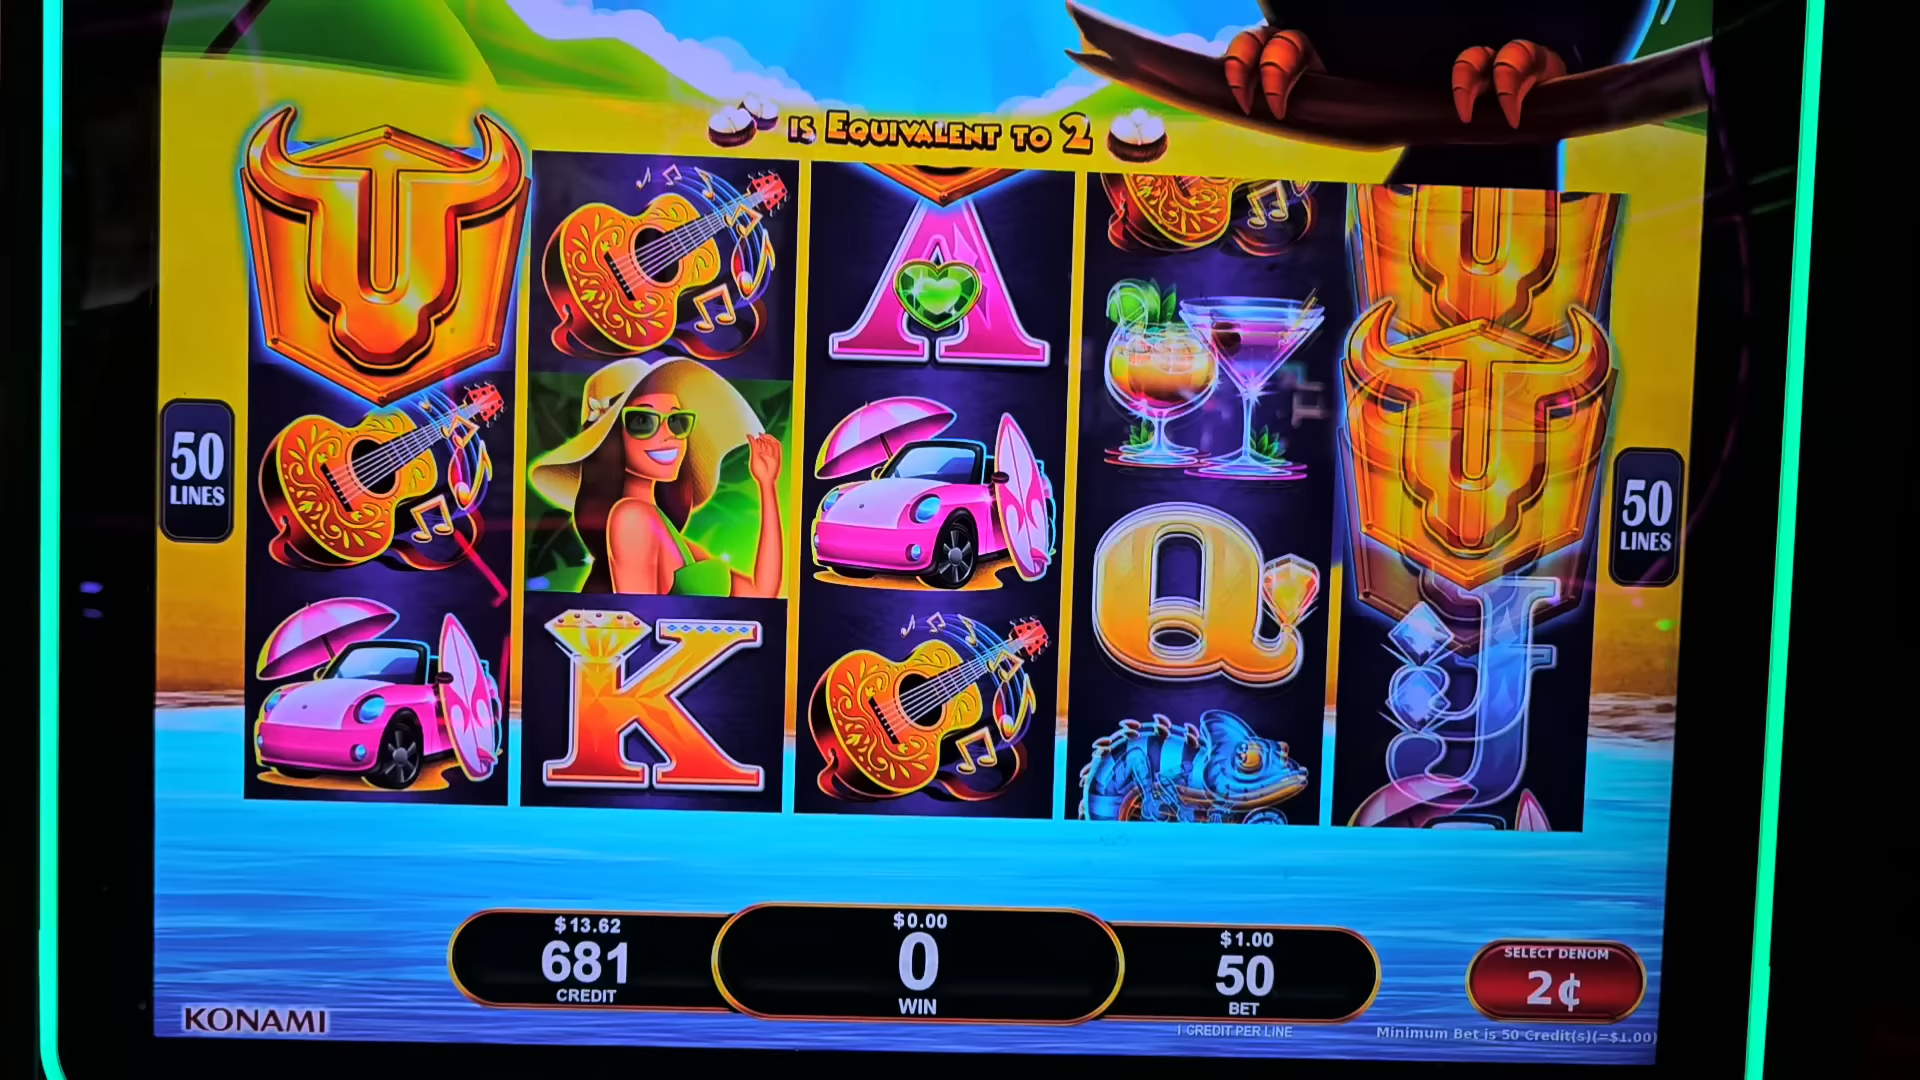 IS EQUIVALENT TO 2
A
50
LINES
50
LINES
Q
K
J
$13.62
681
CREDIT
$0.00
0
WIN
$1.00
50
BET
1 CREDIT PER LINE
SELECT DENOM
2¢
Minimum Bet is 50 Credit(s)(=$1.00)
KONAMI